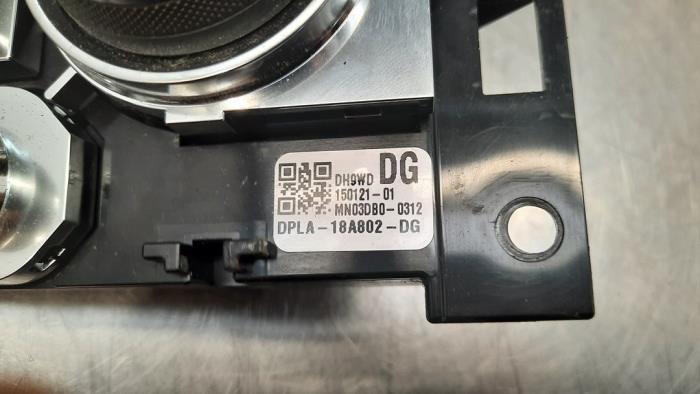 DH9WD DG
150121-01
MN03DB0-0312
DPLA-18A802-DG